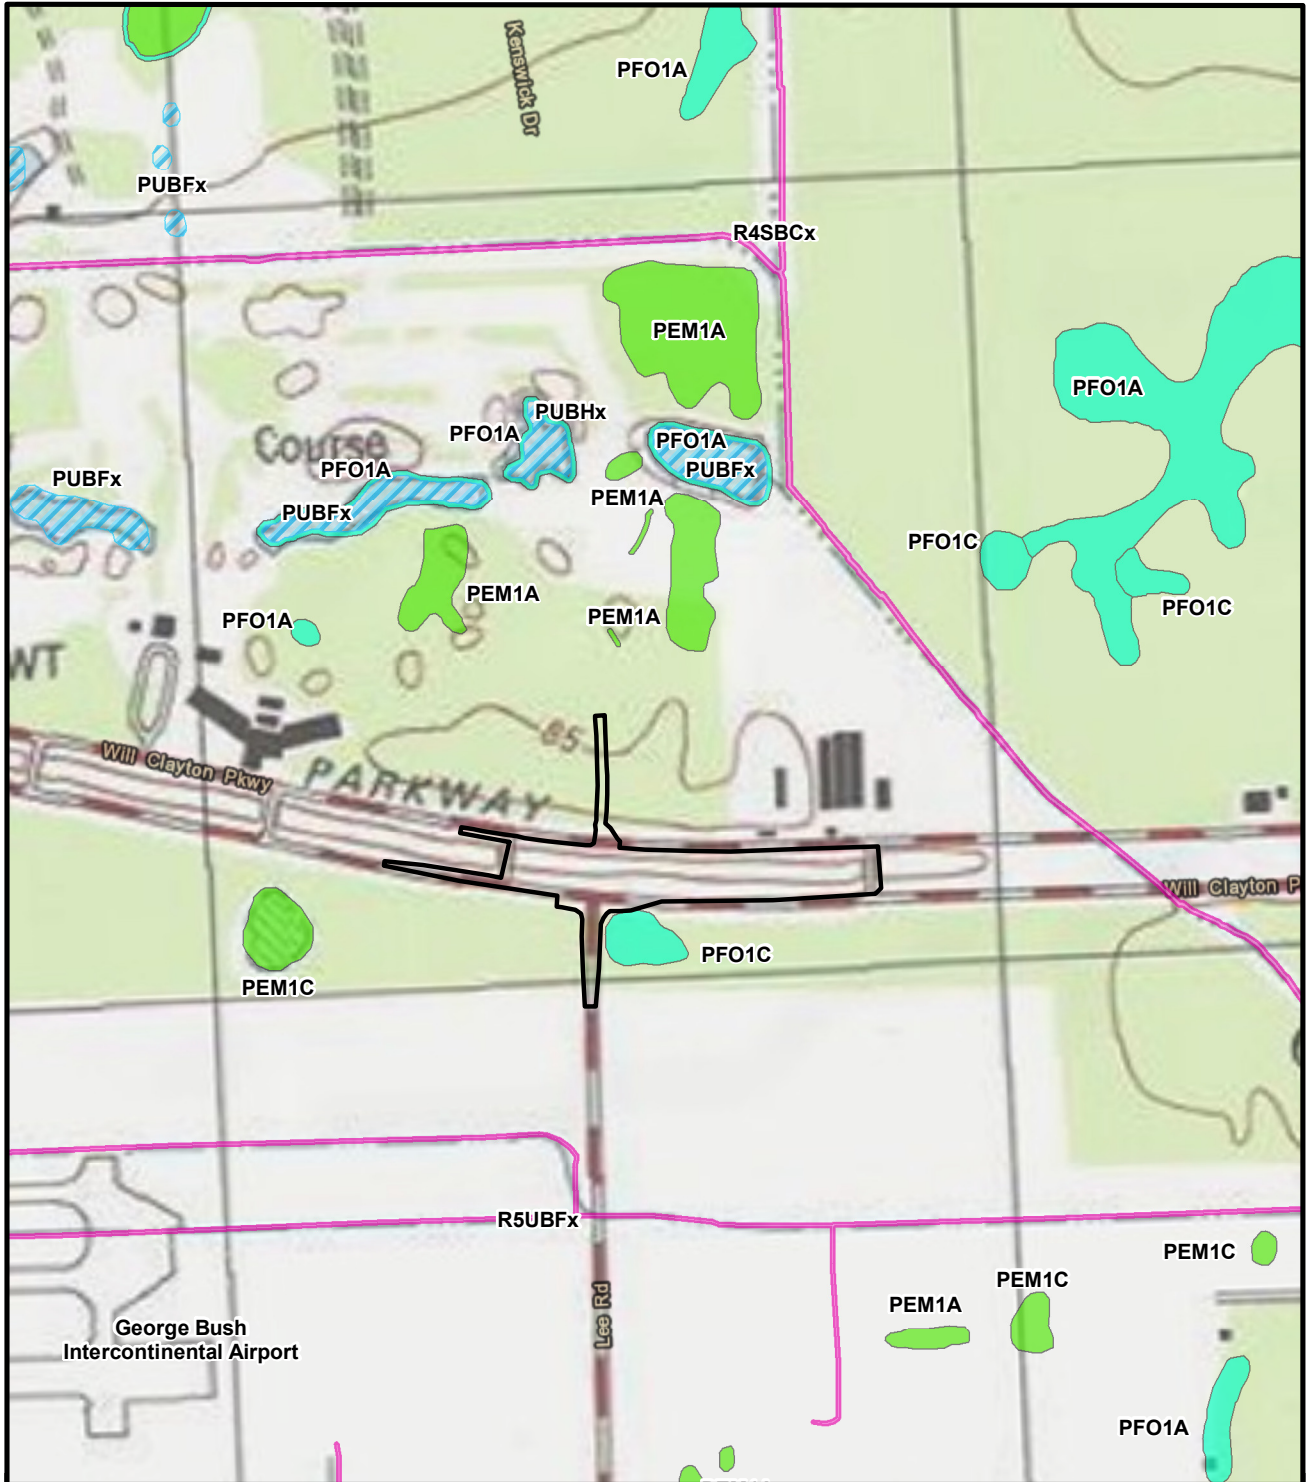 Kenswick Dr
PFO1A
PUBFx
R4SBCx
PEM1A
PFO1A
PUBHx
PFO1A
PFO1A
PUBFx
Course
PFO1A
PUBFx
PUBFx
PEM1A
PFO1C
PEM1A
PFO1C
PFO1A
PEM1A
WT
85
Will Clayton Pkwy
PARKWAY
Will Clayton P
PFO1C
PEM1C
R5UBFx
PEM1C
PEM1C
PEM1A
Lee Rd
George Bush
Intercontinental Airport
PFO1A